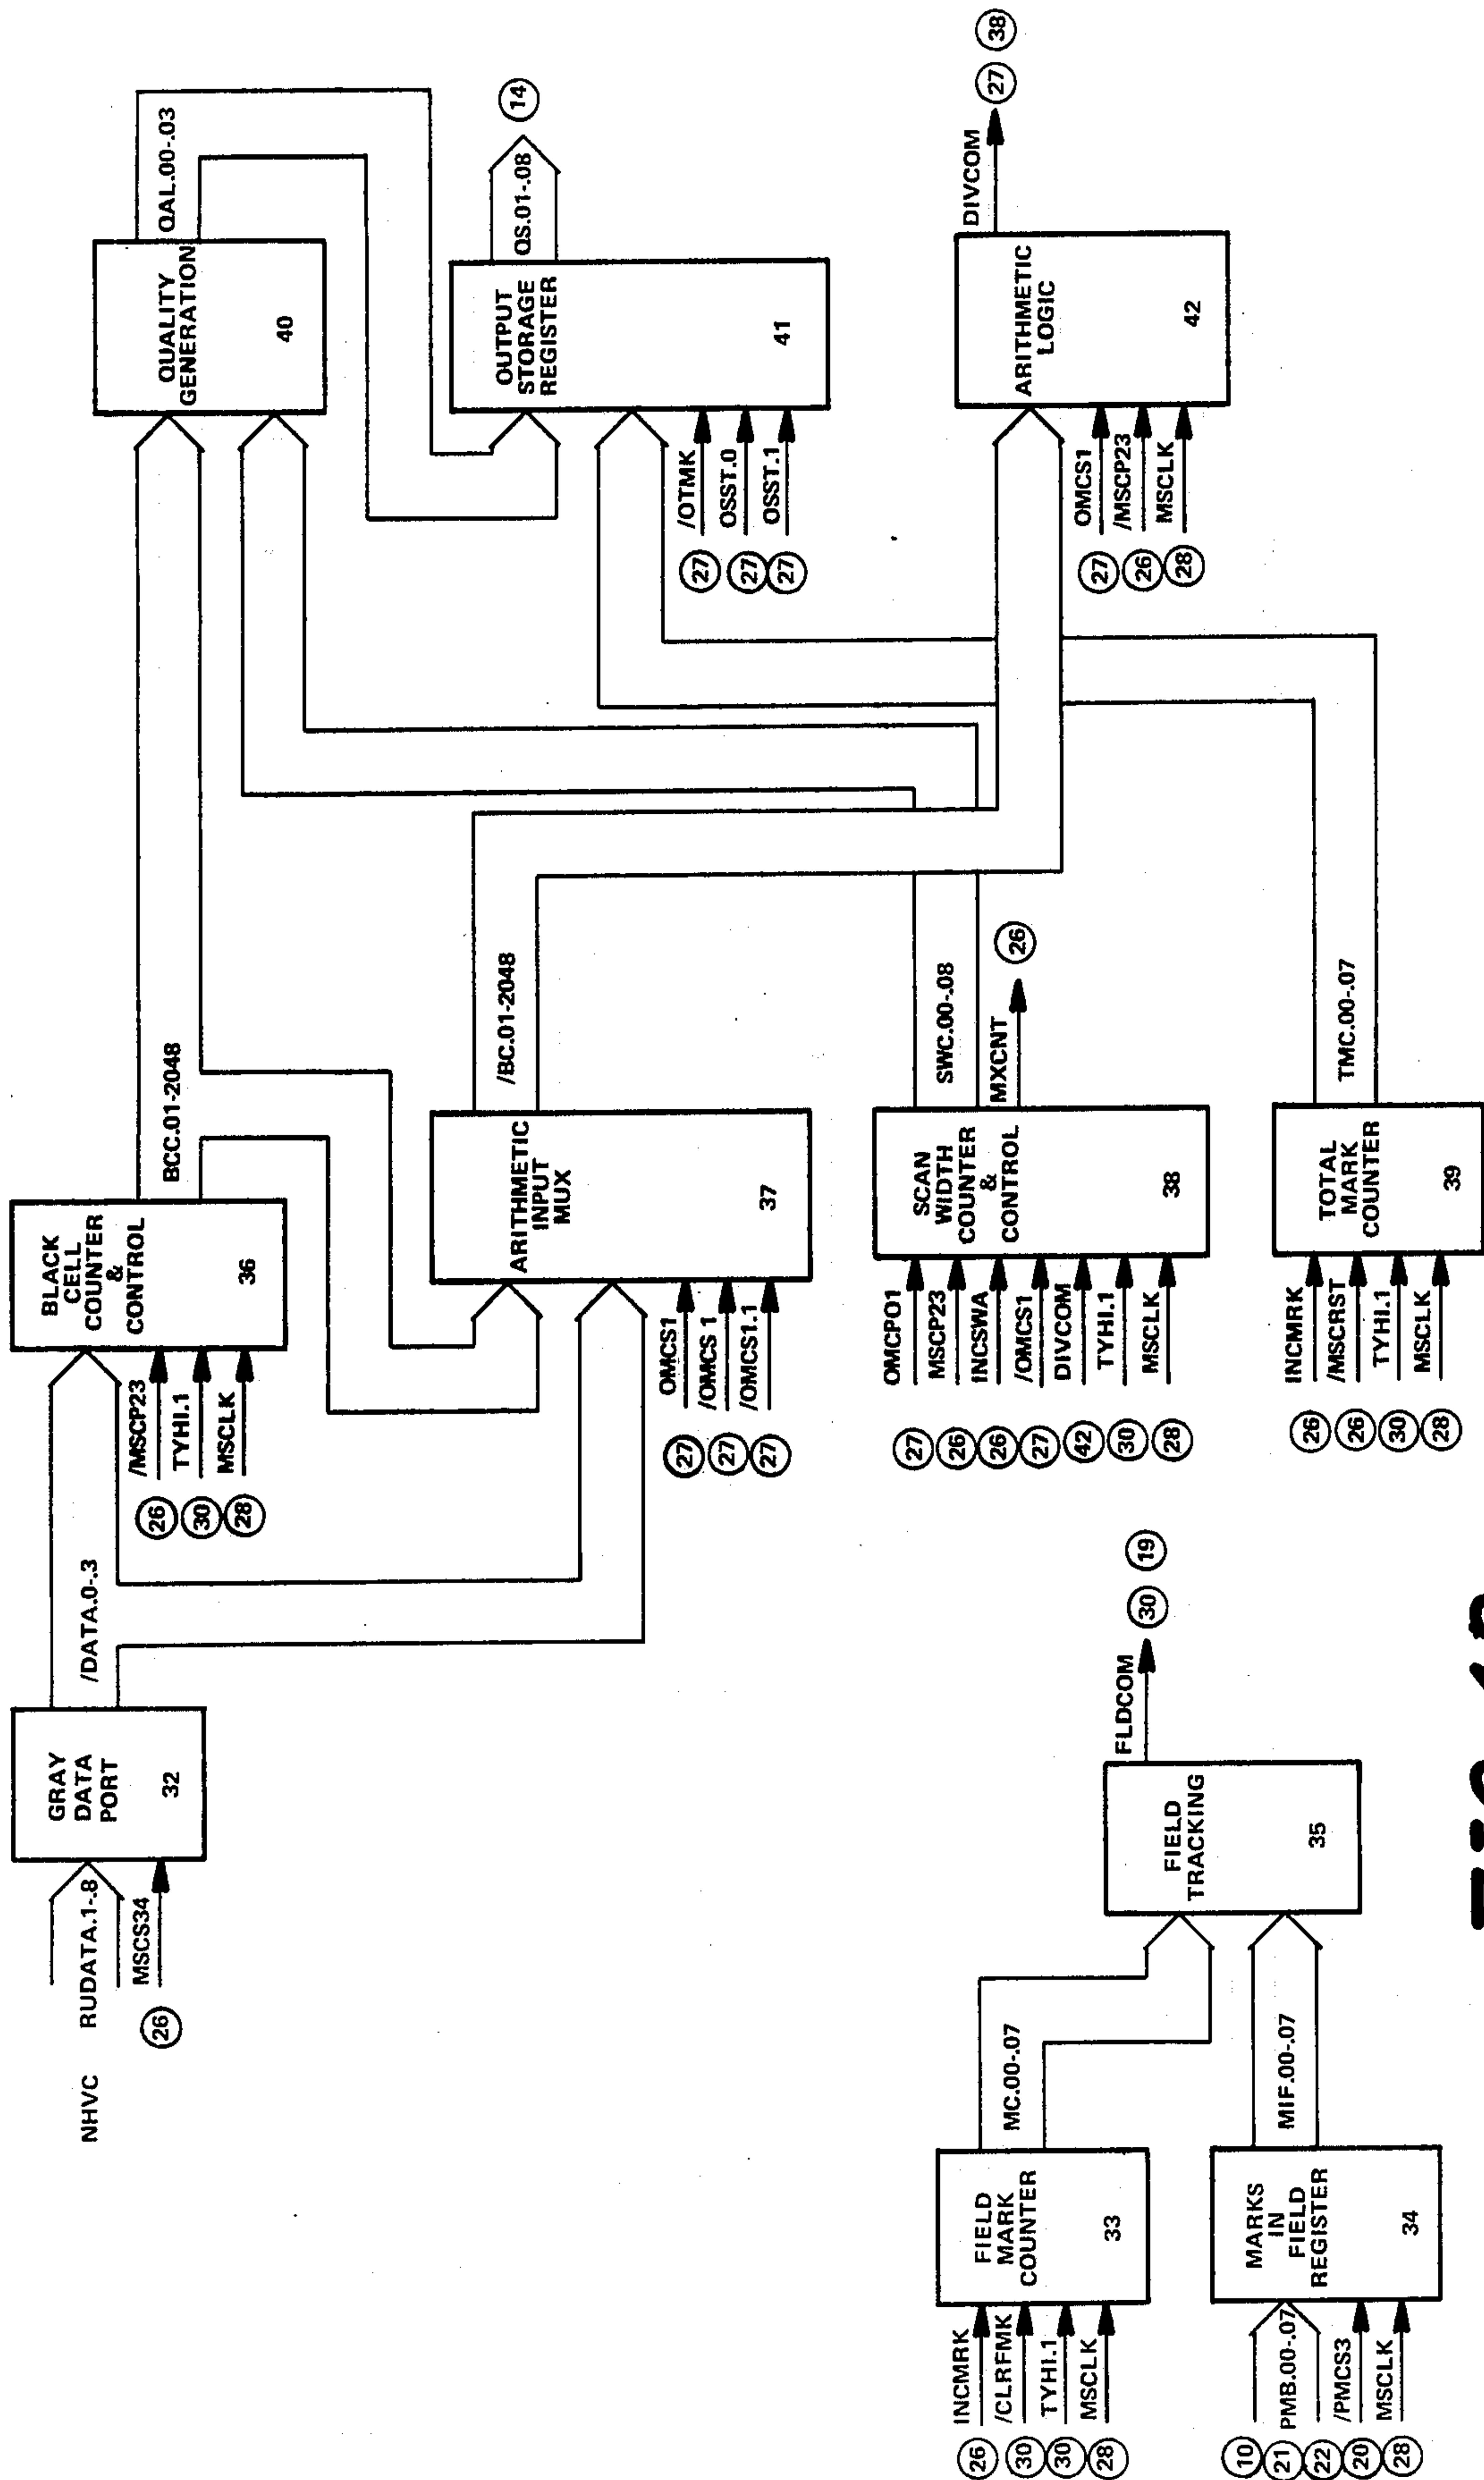 NHVC
RUDATA.1-.8
MSCS34
26
GRAY
DATA
PORT
32
/DATA.0-.3
/MSCP23
TYHI.1
MSCLK
26
30
28
BLACK
CELL
COUNTER
&
CONTROL
36
BCC.01-2048
QUALITY
GENERATION
40
QAL.00-.03
OMCS1
/OMCS 1
/OMCS1.1
27
27
27
ARITHMETIC
INPUT
MUX
37
/BC.01-2048
/OTMK
OSST.0
OSST.1
27
27
27
OUTPUT
STORAGE
REGISTER
41
QS.01-.08
14
OMCPO1
MSCP23
INCSWA
/OMCS1
DIVCOM
TYHI.1
MSCLK
27
26
26
27
42
30
28
SCAN
WIDTH
COUNTER
&
CONTROL
38
SWC.00-.08
MXCNT
26
OMCS1
/MSCP23
MSCLK
27
26
28
ARITHMETIC
LOGIC
42
DIVCOM
27
38
INCMRK
/MSCRST
TYHI.1
MSCLK
26
26
30
28
TOTAL
MARK
COUNTER
39
TMC.00-.07
INCMRK
/CLRFMK
TYHI.1
MSCLK
26
30
30
28
FIELD
MARK
COUNTER
33
MC.00-.07
PMB.00-.07
/PMCS3
MSCLK
10
21
22
20
28
MARKS
IN
FIELD
REGISTER
34
MIF.00-.07
FIELD
TRACKING
35
FLDCOM
30
19